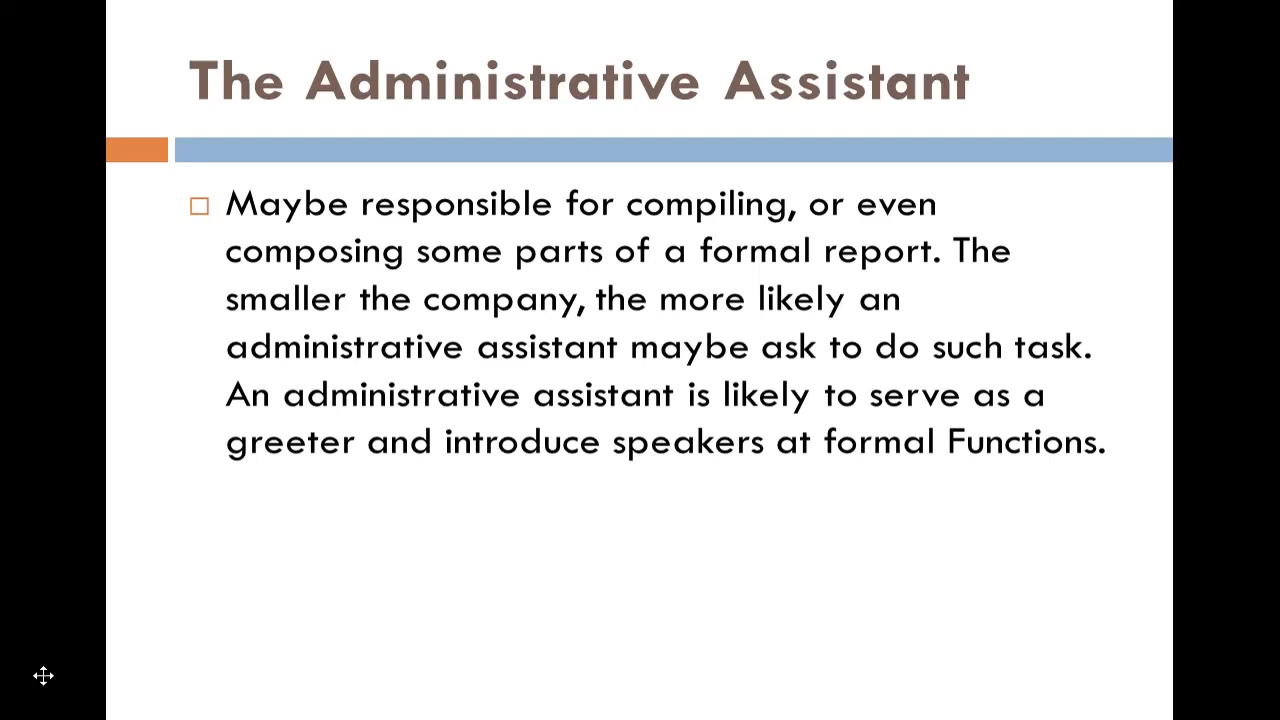 The Administrative Assistant
Maybe responsible for compiling, or even
composing some parts of a formal report. The
smaller the company, the more likely an
administrative assistant maybe ask to do such task.
An administrative assistant is likely to serve as a
greeter and introduce speakers at formal Functions.